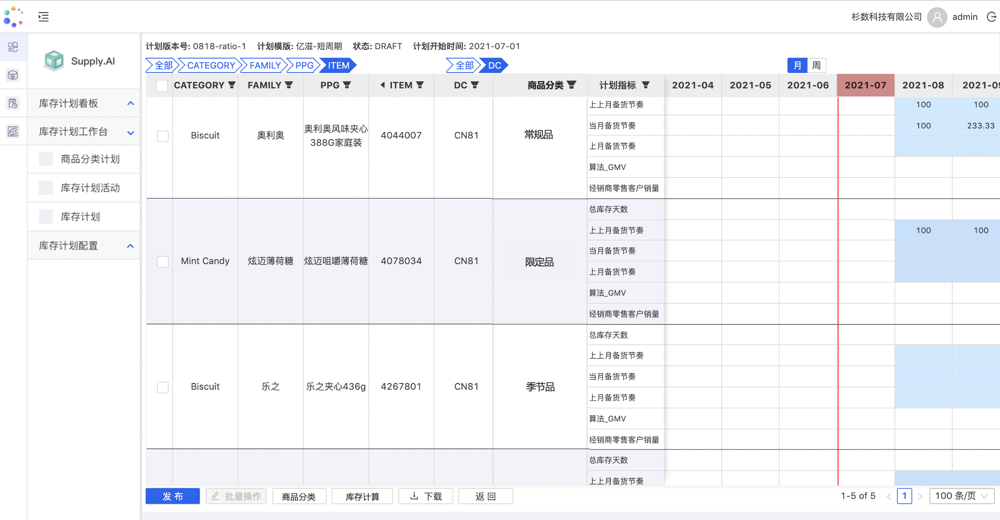 杉数科技有限公司 admin
Supply.AI
库存计划看板
库存计划工作台
商品分类计划
库存计划活动
库存计划
库存计划配置
计划版本号: 0818-ratio-1 计划模版: 亿滋-短周期 状态: DRAFT 计划开始时间: 2021-07-01
全部 CATEGORY FAMILY PPG ITEM 全部 DC 月 周
CATEGORY FAMILY PPG ITEM DC 商品分类 计划指标 2021-04 2021-05 2021-06 2021-07 2021-08 2021-09
上上月备货节奏 100 100
当月备货节奏 100 233.33
Biscuit 奥利奥 奥利奥风味夹心
388G家庭装 4044007 CN81 常规品
上月备货节奏
算法_GMV
经销商零售客户销量
总库存天数
上上月备货节奏 100 100
当月备货节奏
Mint Candy 炫迈薄荷糖 炫迈咀嚼薄荷糖 4078034 CN81 限定品
上月备货节奏
算法_GMV
经销商零售客户销量
总库存天数
上上月备货节奏
当月备货节奏
Biscuit 乐之 乐之夹心436g 4267801 CN81 季节品
上月备货节奏
算法_GMV
经销商零售客户销量
总库存天数
上上月备货节奏
发布 批量操作 商品分类 库存计算 下载 返回 1-5 of 5 1 100 条/页